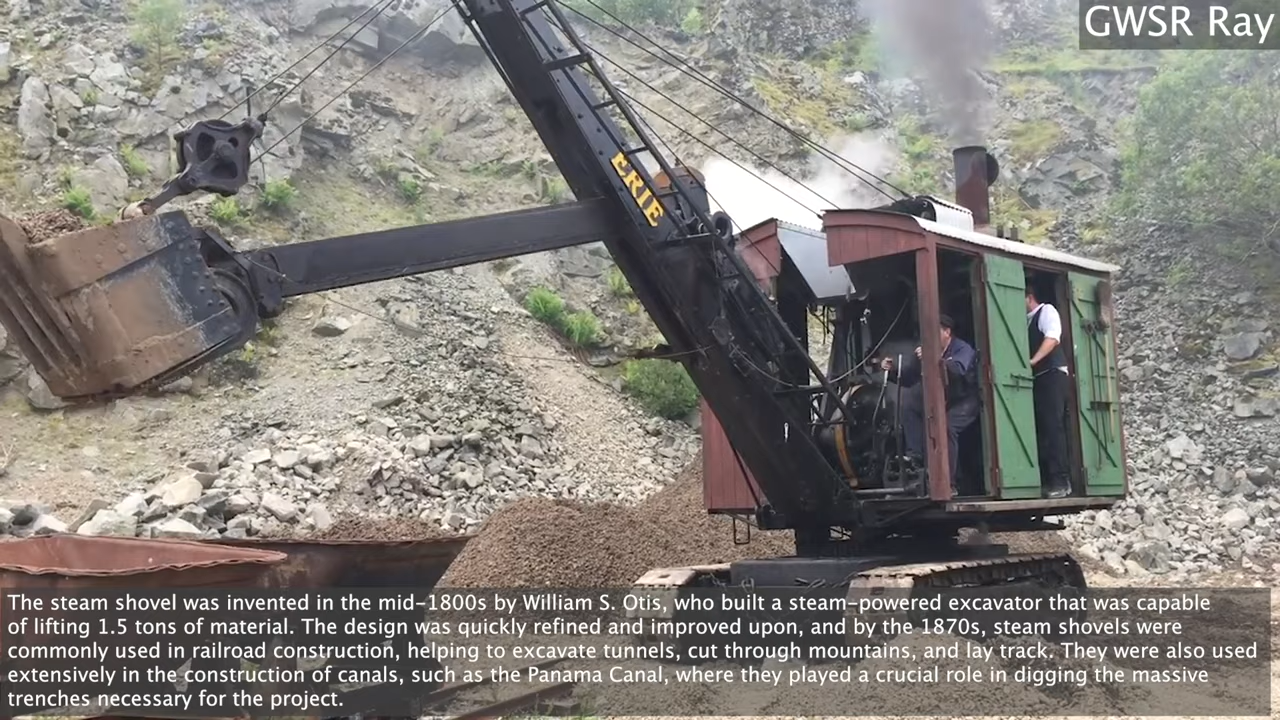 GWSR Ray
ERIE
The steam shovel was invented in the mid-1800s by William S. Otis, who built a steam-powered excavator that was capable
of lifting 1.5 tons of material. The design was quickly refined and improved upon, and by the 1870s, steam shovels were
commonly used in railroad construction, helping to excavate tunnels, cut through mountains, and lay track. They were also used
extensively in the construction of canals, such as the Panama Canal, where they played a crucial role in digging the massive
trenches necessary for the project.